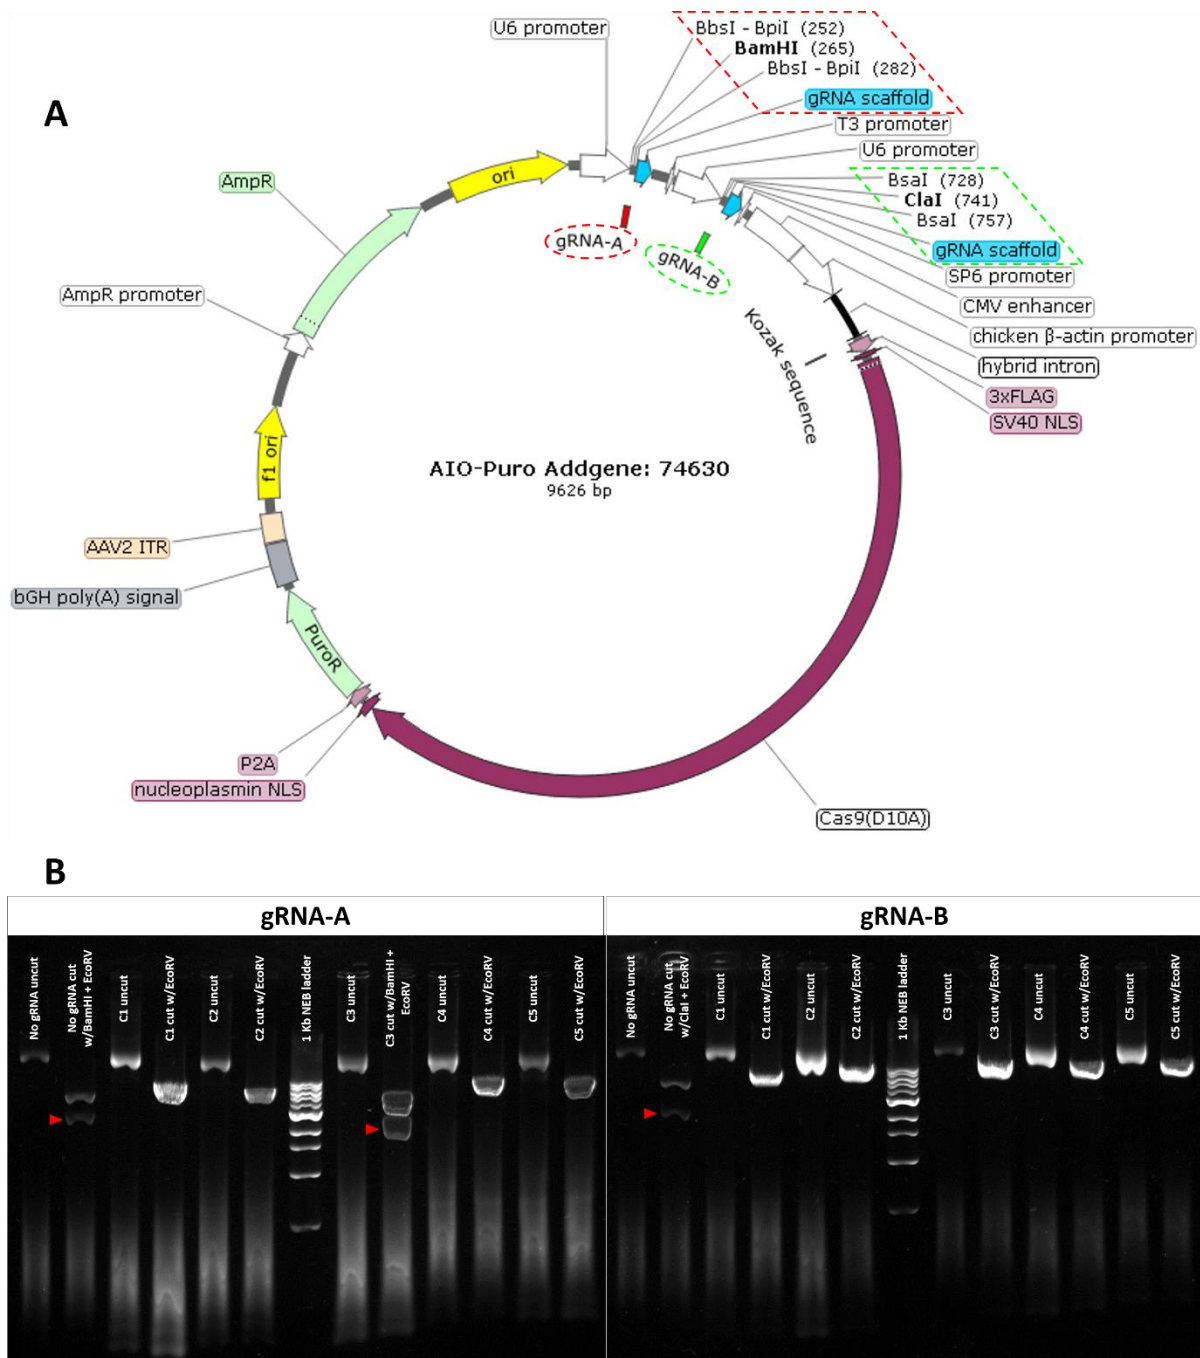 A
U6 promoter
BbsI - BpiI (252)
BamHI (265)
BbsI - BpiI (282)
gRNA scaffold
T3 promoter
U6 promoter
BsaI (728)
ClaI (741)
BsaI (757)
gRNA scaffold
SP6 promoter
CMV enhancer
chicken β-actin promoter
hybrid intron
3xFLAG
SV40 NLS
ori
AmpR
AmpR promoter
gRNA-A
gRNA-B
Kozak sequence
f1 ori
AIO-Puro Addgene: 74630
9626 bp
AAV2 ITR
bGH poly(A) signal
PuroR
P2A
nucleoplasmin NLS
Cas9(D10A)
B
gRNA-A
No gRNA uncut
No gRNA cut
w/BamHI + EcoRV
C1 uncut
C1 cut w/EcoRV
C2 uncut
C2 cut w/EcoRV
1 Kb NEB ladder
C3 uncut
C3 cut w/BamHI +
EcoRV
C4 uncut
C4 cut w/EcoRV
C5 uncut
C5 cut w/EcoRV
gRNA-B
No gRNA uncut
No gRNA cut
w/ClaI + EcoRV
C1 uncut
C1 cut w/EcoRV
C2 uncut
C2 cut w/EcoRV
1 Kb NEB ladder
C3 uncut
C3 cut w/EcoRV
C4 uncut
C4 cut w/EcoRV
C5 uncut
C5 cut w/EcoRV